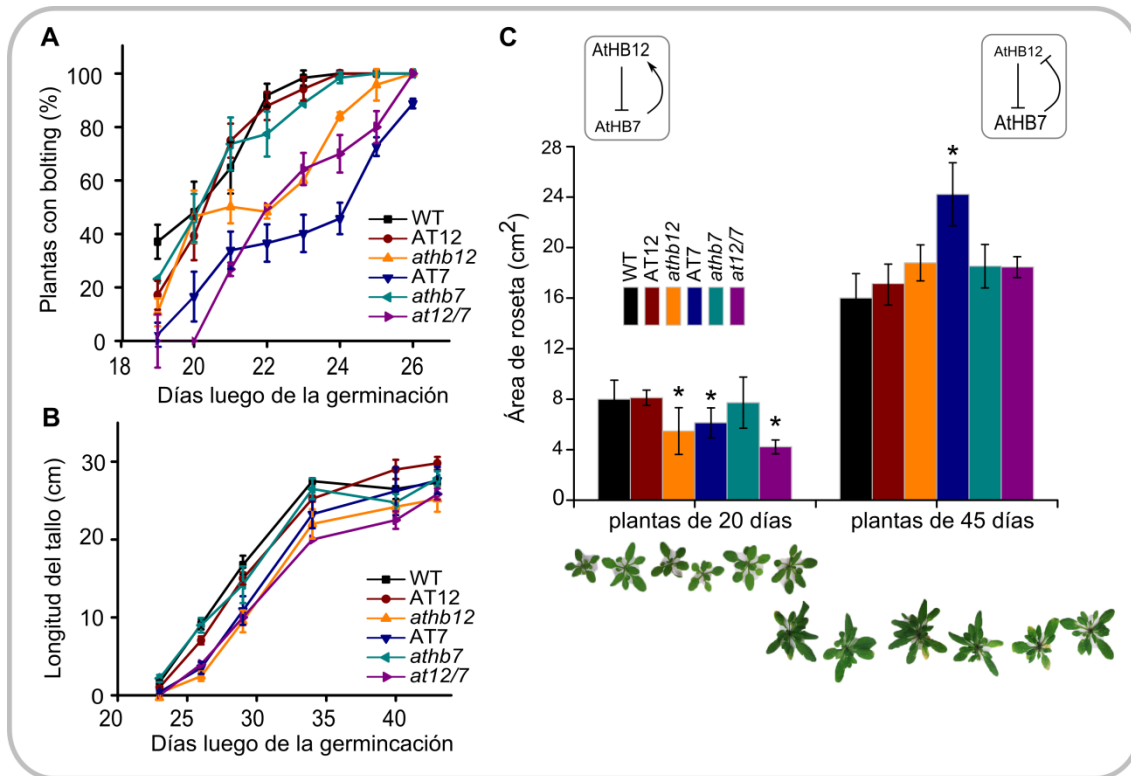 A
Plantas con bolting (%)
100
80
60
40
20
0
18
20
22
24
26
Días luego de la germinación
WT
AT12
athb12
AT7
athb7
at12/7
B
Longitud del tallo (cm)
30
20
10
0
20
25
30
35
40
Días luego de la germincación
WT
AT12
athb12
AT7
athb7
at12/7
C
AtHB12
AtHB7
AtHB12
AtHB7
Área de roseta (cm2)
28
24
20
16
12
8
4
0
WT
AT12
athb12
AT7
athb7
at12/7
*
*
*
*
plantas de 20 días
plantas de 45 días